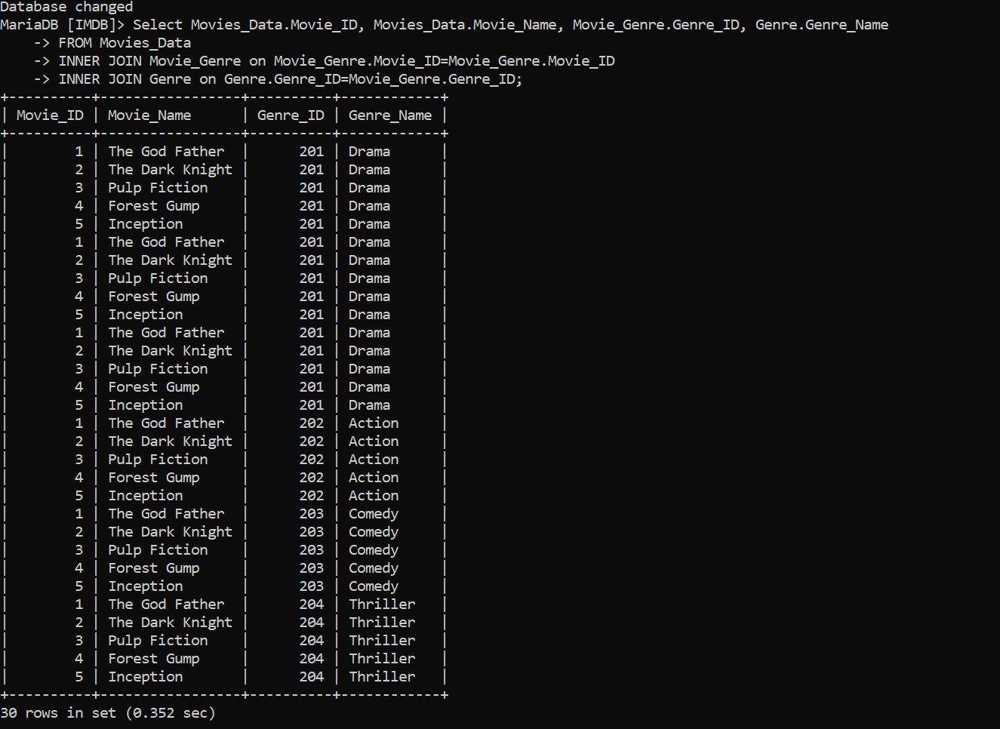 Database changed
MariaDB [IMDB]> Select Movies_Data.Movie_ID, Movies_Data.Movie_Name, Movie_Genre.Genre_ID, Genre.Genre_Name
    -> FROM Movies_Data
    -> INNER JOIN Movie_Genre on Movie_Genre.Movie_ID=Movie_Genre.Movie_ID
    -> INNER JOIN Genre on Genre.Genre_ID=Movie_Genre.Genre_ID;
+----------+-----------------+----------+------------+
| Movie_ID | Movie_Name      | Genre_ID | Genre_Name |
+----------+-----------------+----------+------------+
|        1 | The God Father  |      201 | Drama      |
|        2 | The Dark Knight |      201 | Drama      |
|        3 | Pulp Fiction    |      201 | Drama      |
|        4 | Forest Gump     |      201 | Drama      |
|        5 | Inception       |      201 | Drama      |
|        1 | The God Father  |      201 | Drama      |
|        2 | The Dark Knight |      201 | Drama      |
|        3 | Pulp Fiction    |      201 | Drama      |
|        4 | Forest Gump     |      201 | Drama      |
|        5 | Inception       |      201 | Drama      |
|        1 | The God Father  |      201 | Drama      |
|        2 | The Dark Knight |      201 | Drama      |
|        3 | Pulp Fiction    |      201 | Drama      |
|        4 | Forest Gump     |      201 | Drama      |
|        5 | Inception       |      201 | Drama      |
|        1 | The God Father  |      202 | Action     |
|        2 | The Dark Knight |      202 | Action     |
|        3 | Pulp Fiction    |      202 | Action     |
|        4 | Forest Gump     |      202 | Action     |
|        5 | Inception       |      202 | Action     |
|        1 | The God Father  |      203 | Comedy     |
|        2 | The Dark Knight |      203 | Comedy     |
|        3 | Pulp Fiction    |      203 | Comedy     |
|        4 | Forest Gump     |      203 | Comedy     |
|        5 | Inception       |      203 | Comedy     |
|        1 | The God Father  |      204 | Thriller   |
|        2 | The Dark Knight |      204 | Thriller   |
|        3 | Pulp Fiction    |      204 | Thriller   |
|        4 | Forest Gump     |      204 | Thriller   |
|        5 | Inception       |      204 | Thriller   |
+----------+-----------------+----------+------------+
30 rows in set (0.352 sec)